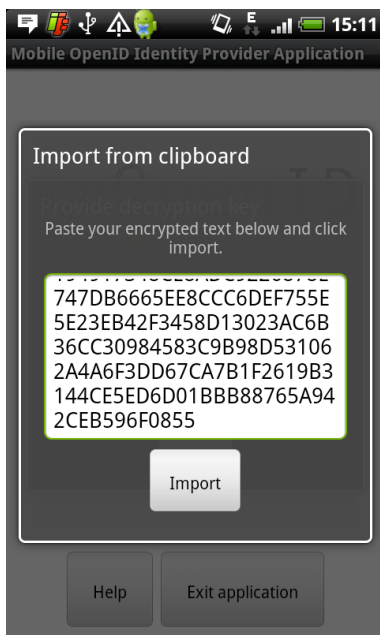 E
15:11
Mobile OpenID Identity Provider Application
Import from clipboard
Provide decryption key
Paste your encrypted text below and click
import.
747DB6665EE8CCC6DEF755E
5E23EB42F3458D13023AC6B
36CC30984583C9B98D53106
2A4A6F3DD67CA7B1F2619B3
144CE5ED6D01BBB88765A94
2CEB596F0855
Import
Help
Exit application